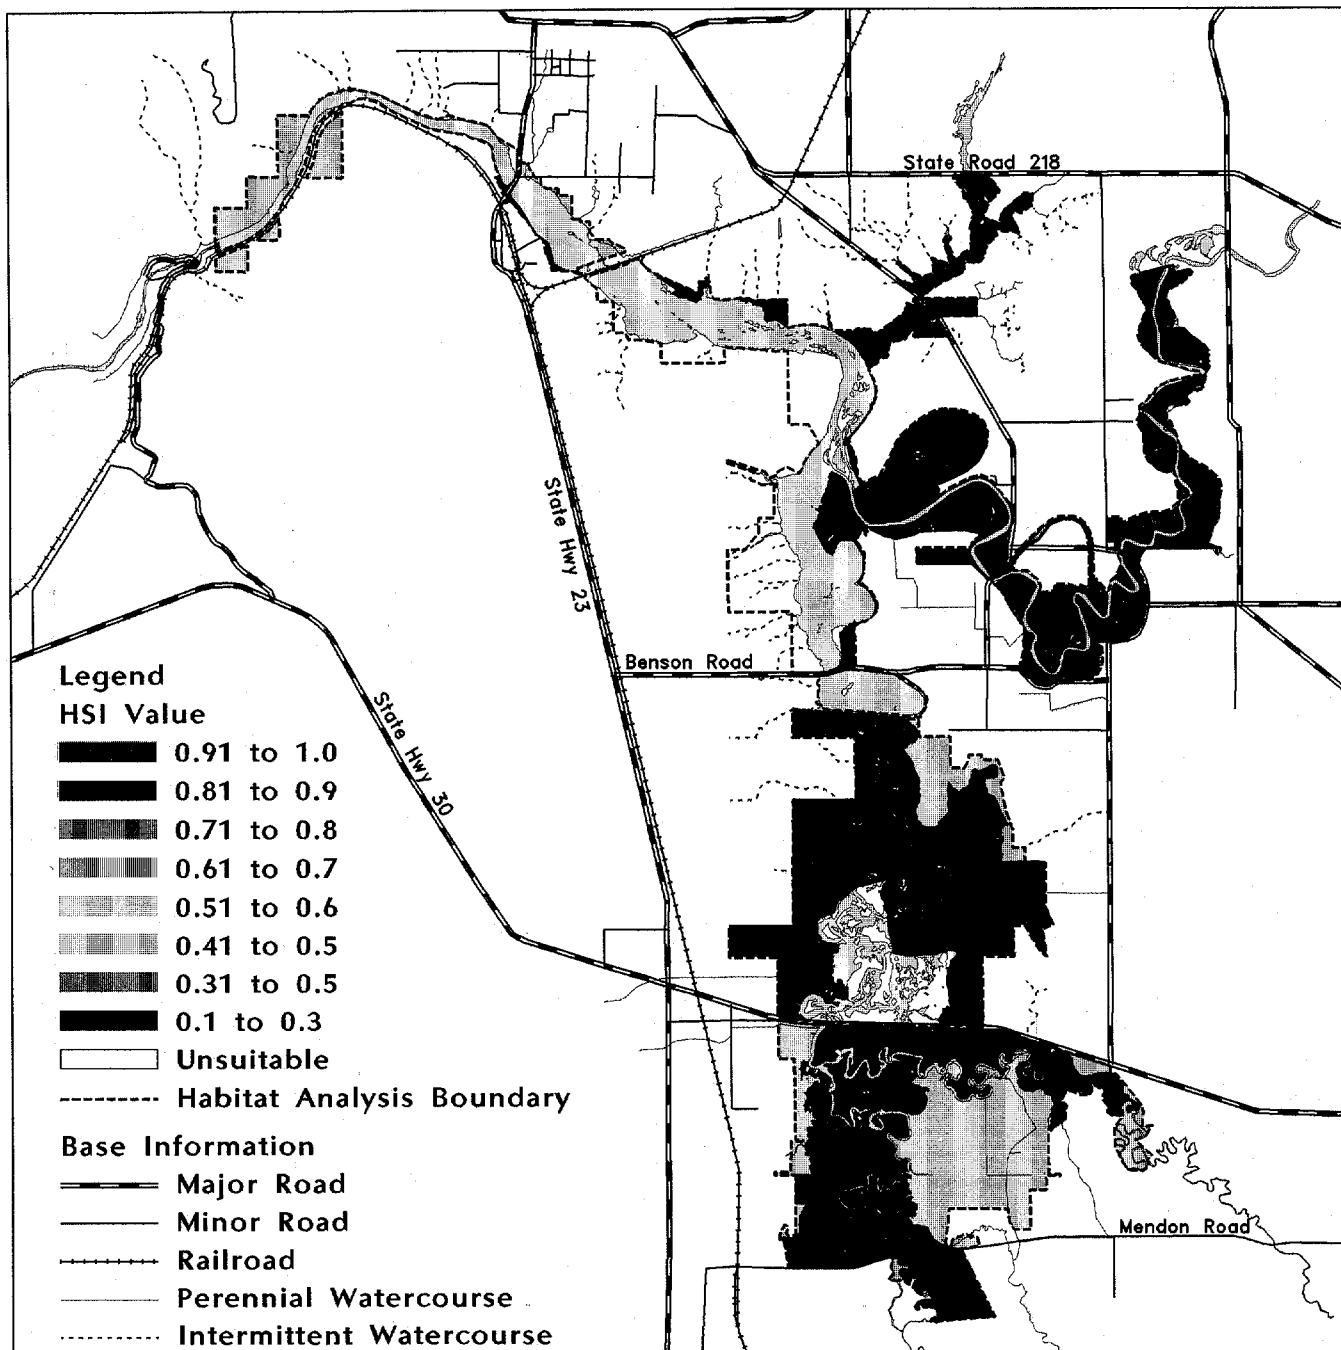 State Road 218
State Hwy 23
Benson Road
State Hwy 30
Mendon Road
Legend
HSI Value
0.91 to 1.0
0.81 to 0.9
0.71 to 0.8
0.61 to 0.7
0.51 to 0.6
0.41 to 0.5
0.31 to 0.5
0.1 to 0.3
Unsuitable
Habitat Analysis Boundary
Base Information
Major Road
Minor Road
Railroad
Perennial Watercourse
Intermittent Watercourse